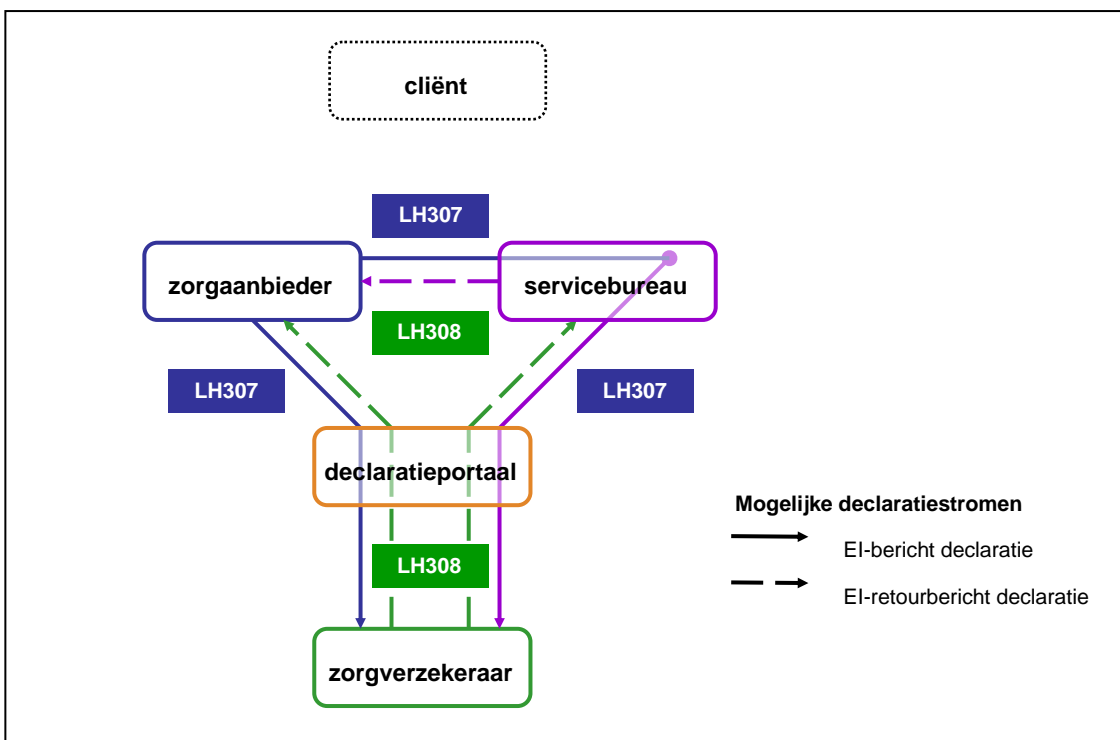 cliënt
LH307
zorgaanbieder
servicebureau
LH308
LH307
LH307
declaratieportaal
Mogelijke declaratiestromen
EI-bericht declaratie
LH308
EI-retourbericht declaratie
zorgverzekeraar